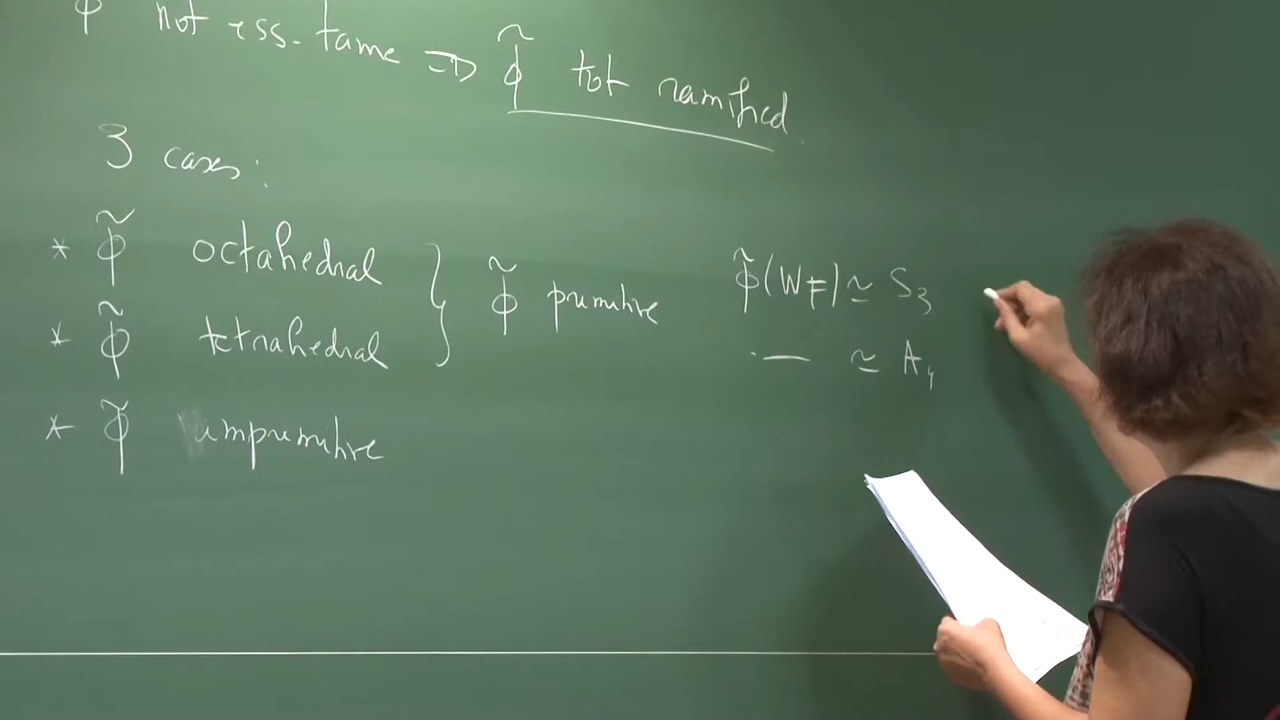 ϕ not ess. tame ⇒ ϕ̃ tot ramified.
3 cases:
* ϕ̃ octahedral
* ϕ̃ tetrahedral } ϕ̃ primitive
* ϕ̃ imprimitive
ϕ̃(W_F) ≃ S_3
— ≃ A_4